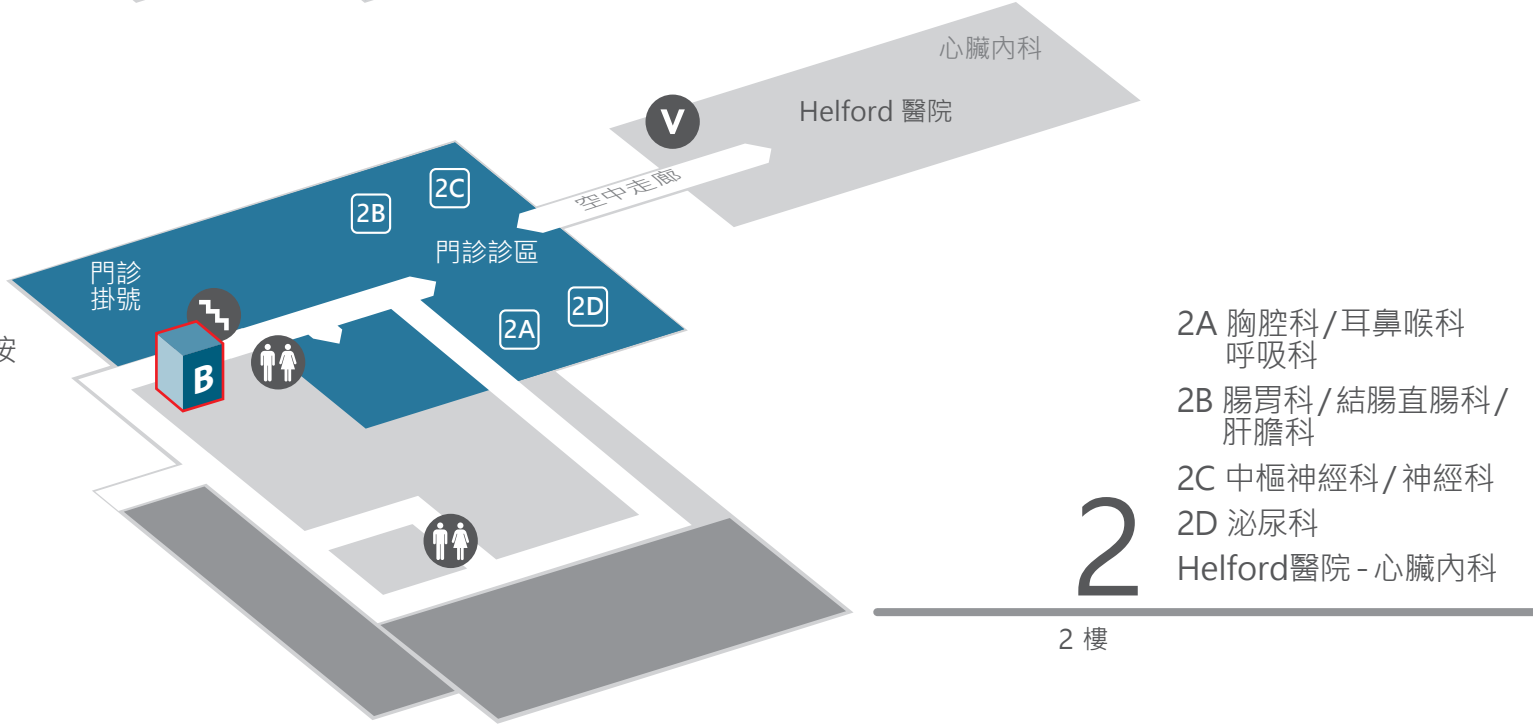 心臟內科
Helford 醫院
V
空中走廊
2C
2B
門診診區
門診
掛號
2D
2A
B
安
2A 胸腔科/耳鼻喉科
呼吸科
2B 腸胃科/結腸直腸科/
肝膽科
2C 中樞神經科/神經科
2D 泌尿科
Helford醫院-心臟內科
2
2 樓